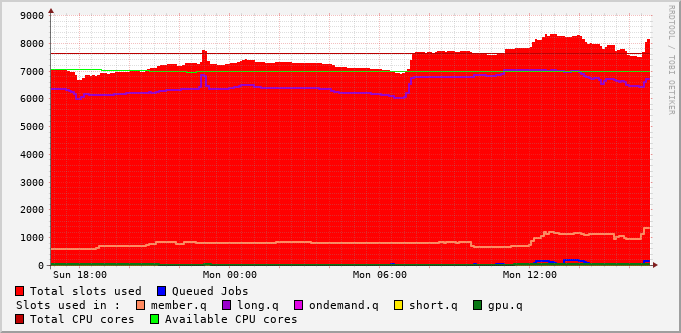 RRDTOOL / TOBI OETIKER
9000
8000
7000
6000
5000
4000
3000
2000
1000
0
Sun 18:00 Mon 00:00 Mon 06:00 Mon 12:00
Total slots used Queued Jobs
Slots used in : member.q long.q ondemand.q short.q gpu.q
Total CPU cores Available CPU cores